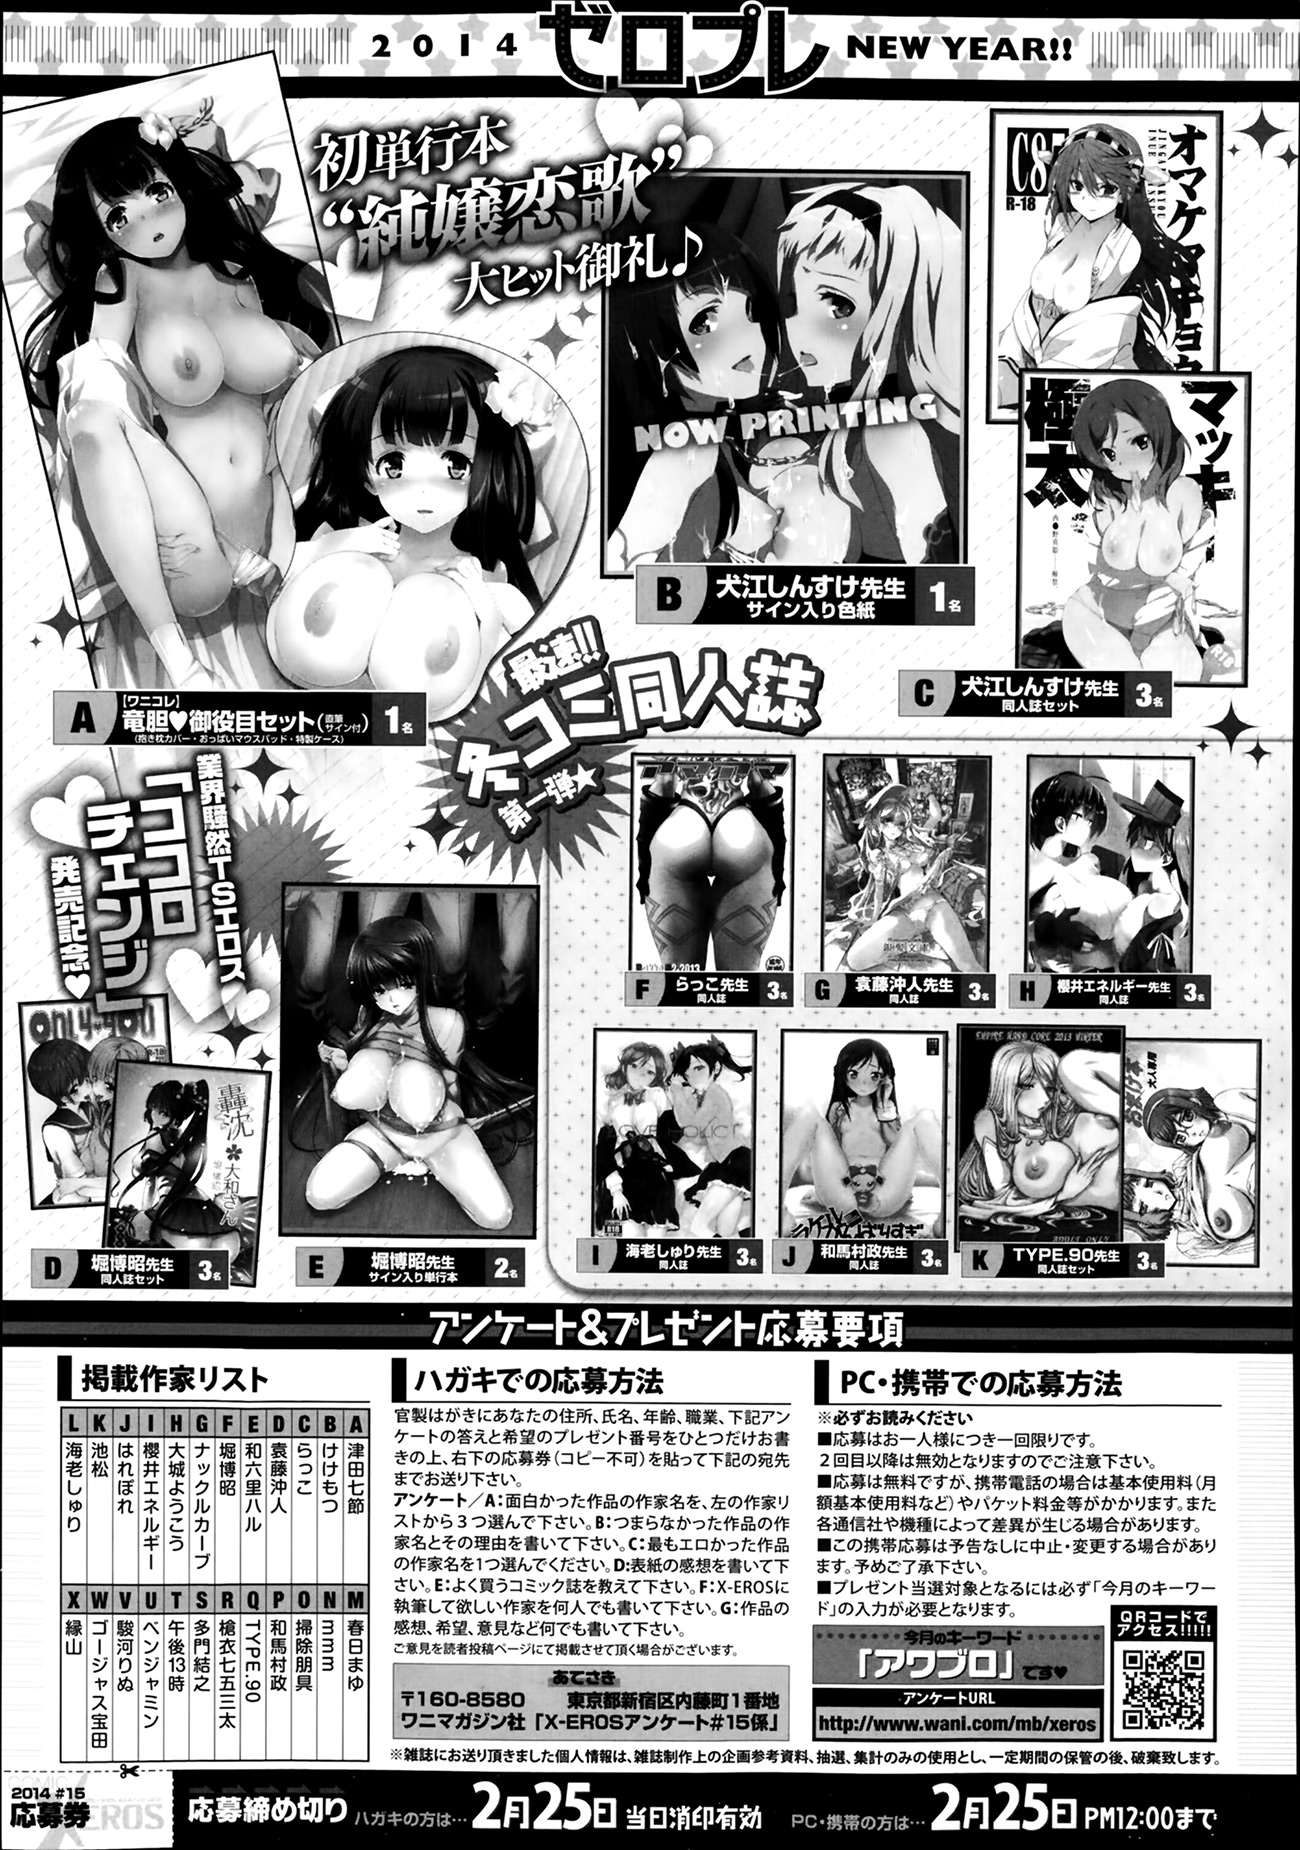 2014 ゼロプレ NEW YEAR!!
初単行本
“純嬢恋歌”
大ヒット御礼♪
オマケ
C85
R-18
マッキ
極太
NOW PRINTING
B 犬江しんすけ先生 サイン入り色紙 1名
C 犬江しんすけ先生 同人誌セット 3名
A 【ワニコレ】
竜胆♥御役目セット(直筆サイン付) 1名
(抱き枕カバー・おっぱいマウスパッド・特製ケース)
最速!!
冬コミ同人誌
第一弾★
業界騒然TSエロス
「ココロ
チェンジ」
発売記念♥
ONLY♥YOU
R-18
轟沈
大和さん
D 堀博昭先生 同人誌セット 3名
E 堀博昭先生 サイン入り単行本 2名
F らっこ先生 同人誌 3名
G 袁藤沖人先生 同人誌 3名
H 櫻井エネルギー先生 同人誌 3名
EMPIRE HARD CORE 2013 WINTER
ADULT ONLY
I 海老しゅり先生 同人誌 3名
J 和馬村政先生 同人誌 3名
K TYPE.90先生 同人誌セット 3名
アンケート&プレゼント応募要項
掲載作家リスト
A 津田七節
B けけもつ
C らっこ
D 袁藤沖人
E 和六里ハル
F 堀博昭
G ナックルカーブ
H 大城ようこう
I 櫻井エネルギー
J はれぼれ
K 池松
L 海老しゅり
M 春日まゆ
N mmm
O 掃除朋具
P 和馬村政
Q TYPE.90
R 槍衣七五三太
S 多門結之
T 午後13時
U ベンジャミン
V 駿河りぬ
W ゴージャス宝田
X 縁山
ハガキでの応募方法
官製はがきにあなたの住所、氏名、年齢、職業、下記アン
ケートの答えと希望のプレゼント番号をひとつだけお書
きの上、右下の応募券(コピー不可)を貼って下記の宛先
までお送り下さい。
アンケート/A:面白かった作品の作家名を、左の作家リ
ストから3つ選んで下さい。B:つまらなかった作品の作
家名とその理由を書いて下さい。C:最もエロかった作品
の作家名を1つ選んでください。D:表紙の感想を書いて下
さい。E:よく買うコミック誌を教えて下さい。F:X-EROSに
執筆して欲しい作家を何人でも書いて下さい。G:作品の
感想、希望、意見など何でも書いて下さい。
ご意見を読者投稿ページにて掲載させて頂く場合がございます。
あてさき
〒160-8580 東京都新宿区内藤町1番地
ワニマガジン社「X-EROSアンケート#15係」
PC・携帯での応募方法
※必ずお読みください
■応募はお一人様につき一回限りです。
2回目以降は無効となりますのでご注意下さい。
■応募は無料ですが、携帯電話の場合は基本使用料(月
額基本使用料など)やパケット料金等がかかります。また
各通信社や機種によって差異が生じる場合があります。
■この携帯応募は予告なしに中止・変更する場合があり
ます。予めご了承下さい。
■プレゼント当選対象となるには必ず「今月のキーワー
ド」の入力が必要となります。
今月のキーワード
「アワブロ」です♥
アンケートURL
http://www.wani.com/mb/xeros
QRコードで
アクセス!!!!!
※雑誌にお送り頂きました個人情報は、雑誌制作上の企画参考資料、抽選、集計のみの使用とし、一定期間の保管の後、破棄致します。
COMIC X-EROS
2014 #15
応募券
応募締め切り ハガキの方は… 2月25日 当日消印有効 PC・携帯の方は… 2月25日 PM12:00まで